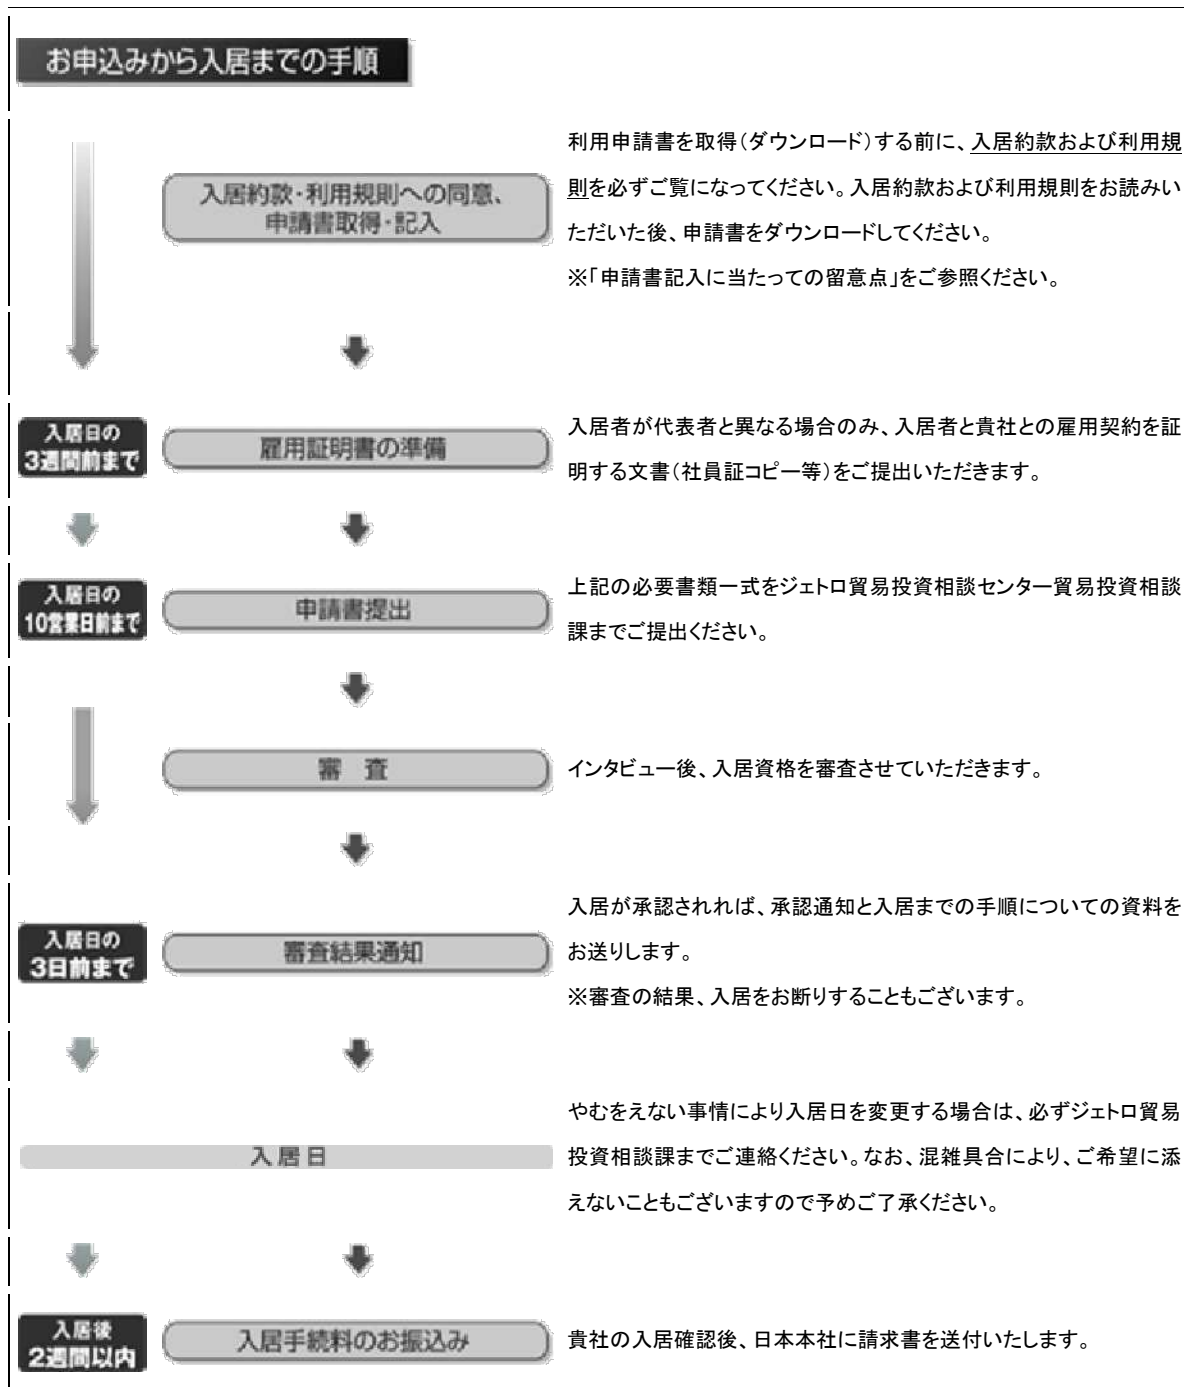 お申込みから入居までの手順
入居約款・利用規則への同意、
申請書取得・記入
利用申請書を取得（ダウンロード）する前に、入居約款および利用規
則を必ずご覧になってください。入居約款および利用規則をお読みい
ただいた後、申請書をダウンロードしてください。
※「申請書記入に当たっての留意点」をご参照ください。
入居日の
3週間前まで
雇用証明書の準備
入居者が代表者と異なる場合のみ、入居者と貴社との雇用契約を証
明する文書（社員証コピー等）をご提出いただきます。
入居日の
10営業日前まで
申請書提出
上記の必要書類一式をジェトロ貿易投資相談センター貿易投資相談
課までご提出ください。
審 査
インタビュー後、入居資格を審査させていただきます。
入居日の
3日前まで
審査結果通知
入居が承認されれば、承認通知と入居までの手順についての資料を
お送りします。
※審査の結果、入居をお断りすることもございます。
入居日
やむをえない事情により入居日を変更する場合は、必ずジェトロ貿易
投資相談課までご連絡ください。なお、混雑具合により、ご希望に添
えないこともございますので予めご了承ください。
入居後
2週間以内
入居手続料のお振込み
貴社の入居確認後、日本本社に請求書を送付いたします。